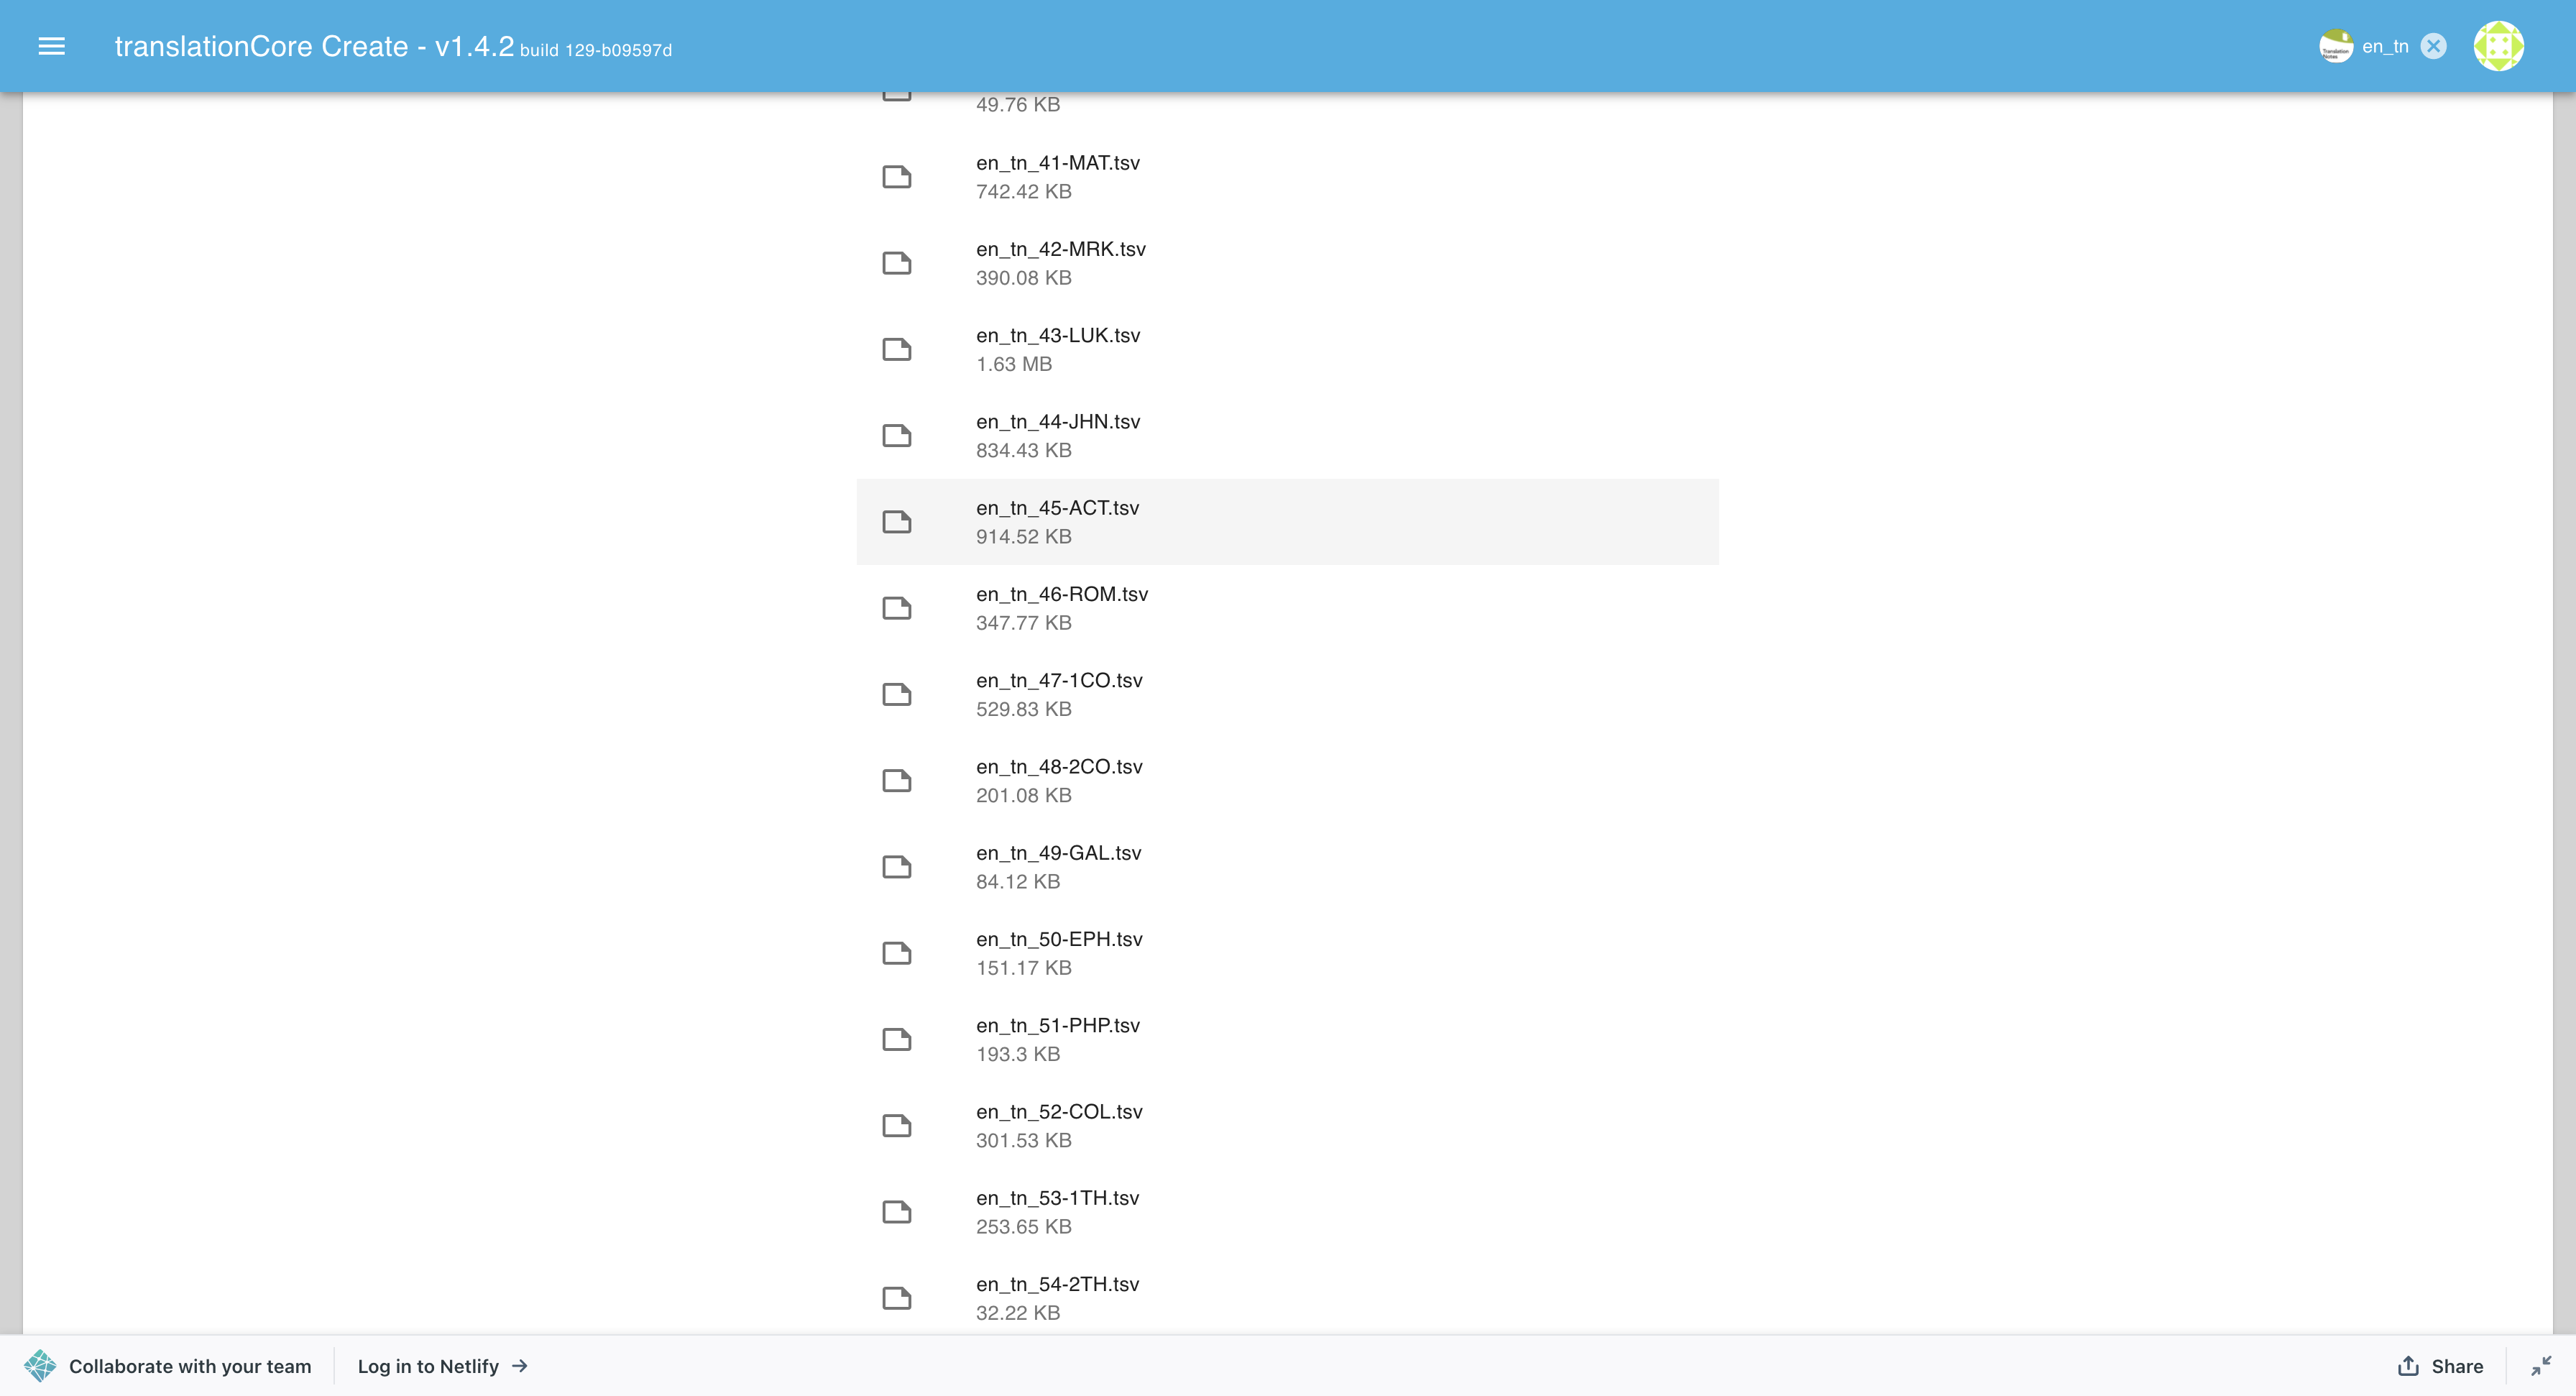 translationCore Create - v1.4.2 build 129-b09597d
en_tn
49.76 KB
en_tn_41-MAT.tsv
742.42 KB
en_tn_42-MRK.tsv
390.08 KB
en_tn_43-LUK.tsv
1.63 MB
en_tn_44-JHN.tsv
834.43 KB
en_tn_45-ACT.tsv
914.52 KB
en_tn_46-ROM.tsv
347.77 KB
en_tn_47-1CO.tsv
529.83 KB
en_tn_48-2CO.tsv
201.08 KB
en_tn_49-GAL.tsv
84.12 KB
en_tn_50-EPH.tsv
151.17 KB
en_tn_51-PHP.tsv
193.3 KB
en_tn_52-COL.tsv
301.53 KB
en_tn_53-1TH.tsv
253.65 KB
en_tn_54-2TH.tsv
32.22 KB
Collaborate with your team
Log in to Netlify →
Share